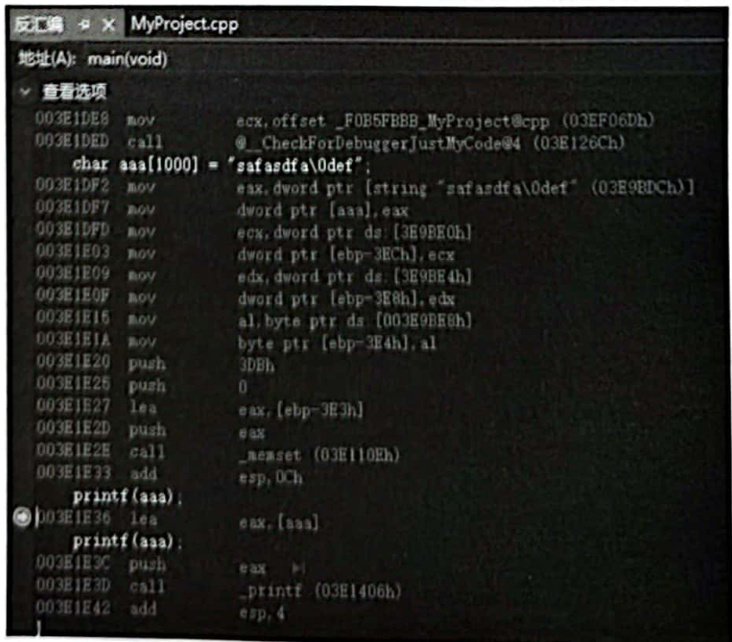 反汇编 MyProject.cpp
地址(A): main(void)
查看选项
003E1DE8 mov ecx,offset _F0B5FBBB_MyProject@cpp (03EF06Dh)
003E1DED call @__CheckForDebuggerJustMyCode@4 (03E126Ch)
char aaa[1000] = "safasdfa\0def";
003E1DF2 mov eax,dword ptr [string "safasdfa\0def" (03E9BDCh)]
003E1DF7 mov dword ptr [aaa],eax
003E1DFD mov ecx,dword ptr ds:[3E9BE0h]
003E1E03 mov dword ptr [ebp-3ECh],ecx
003E1E09 mov edx,dword ptr ds:[3E9BE4h]
003E1E0F mov dword ptr [ebp-3E8h],edx
003E1E15 mov al,byte ptr ds:[003E9BE8h]
003E1E1A mov byte ptr [ebp-3E4h],al
003E1E20 push 3DBh
003E1E25 push 0
003E1E27 lea eax,[ebp-3E3h]
003E1E2D push eax
003E1E2E call _memset (03E110Eh)
003E1E33 add esp,0Ch
printf(aaa);
003E1E36 lea eax,[aaa]
printf(aaa);
003E1E3C push eax
003E1E3D call _printf (03E1406h)
003E1E42 add esp,4